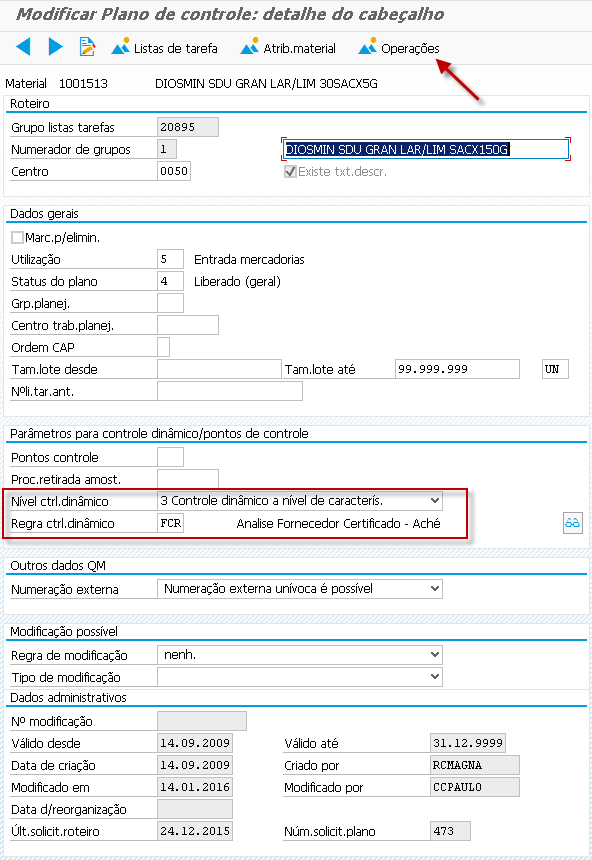 Modificar Plano de controle: detalhe do cabeçalho
Listas de tarefa Atrib.material Operações
Material 1001513 DIOSMIN SDU GRAN LAR/LIM 30SACX5G
Roteiro
Grupo listas tarefas 20895
Numerador de grupos 1 DIOSMIN SDU GRAN LAR/LIM SACX150G
Centro 0050 Existe txt.descr.
Dados gerais
Marc.p/elimin.
Utilização 5 Entrada mercadorias
Status do plano 4 Liberado (geral)
Grp.planej.
Centro trab.planej.
Ordem CAP
Tam.lote desde Tam.lote até 99.999.999 UN
Nºli.tar.ant.
Parâmetros para controle dinâmico/pontos de controle
Pontos controle
Proc.retirada amost.
Nível ctrl.dinâmico 3 Controle dinâmico a nível de caracterís.
Regra ctrl.dinâmico FCR Analise Fornecedor Certificado - Aché
Outros dados QM
Numeração externa Numeração externa unívoca é possível
Modificação possível
Regra de modificação nenh.
Tipo de modificação
Dados administrativos
Nº modificação
Válido desde 14.09.2009 Válido até 31.12.9999
Data de criação 14.09.2009 Criado por RCMAGNA
Modificado em 14.01.2016 Modificado por CCPAULO
Data d/reorganização
Últ.solicit.roteiro 24.12.2015 Núm.solicit.plano 473